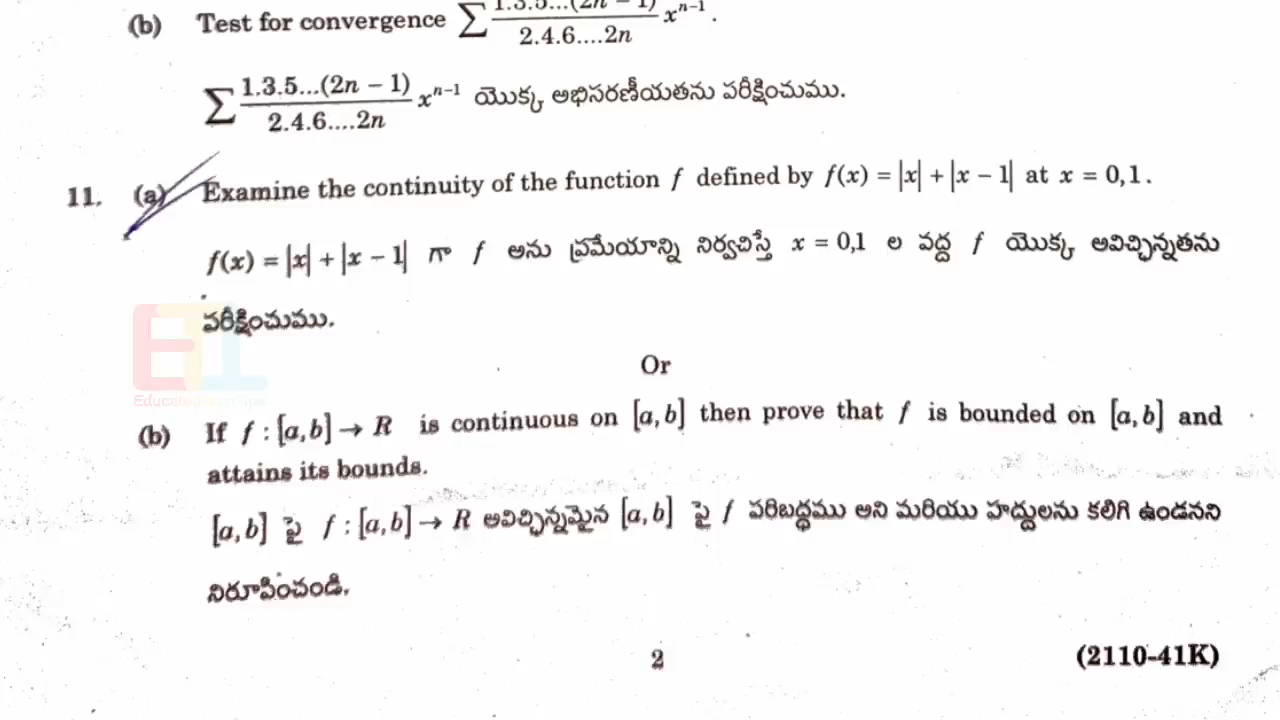 (b) Test for convergence ∑ 1.3.5...(2n − 1) / 2.4.6....2n x^{n−1}.
∑ 1.3.5...(2n − 1) / 2.4.6....2n x^{n−1} యొక్క అభిసరణీయతను పరీక్షించుము.
11. (a) Examine the continuity of the function f defined by f(x) = |x| + |x − 1| at x = 0,1.
f(x) = |x| + |x − 1| గా f అను ప్రమేయాన్ని నిర్వచిస్తే x = 0,1 ల వద్ద f యొక్క అవిచ్ఛిన్నతను
పరీక్షించుము.
Or
(b) If f : [a, b] → R is continuous on [a, b] then prove that f is bounded on [a, b] and
attains its bounds.
[a, b] పై f : [a, b] → R అవిచ్ఛిన్నమైన [a, b] పై f పరిబద్ధము అని మరియు హద్దులను కలిగి ఉండనని
నిరూపించండి.
2 (2110-41K)